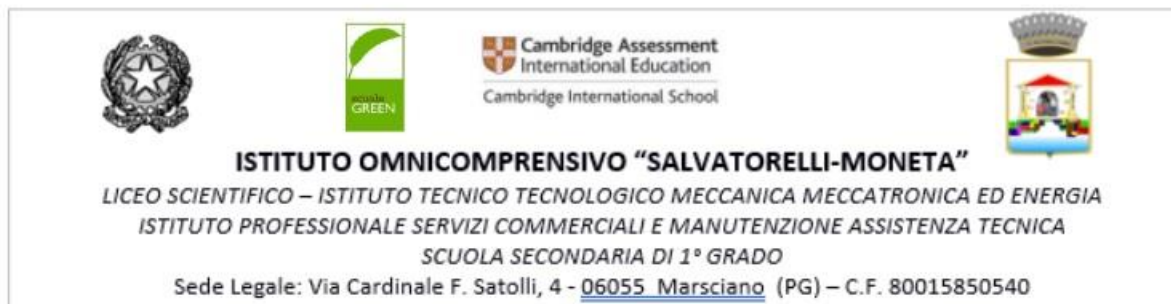 scuola
GREEN
Cambridge Assessment
International Education
Cambridge International School
ISTITUTO OMNICOMPRENSIVO “SALVATORELLI-MONETA”
LICEO SCIENTIFICO – ISTITUTO TECNICO TECNOLOGICO MECCANICA MECCATRONICA ED ENERGIA
ISTITUTO PROFESSIONALE SERVIZI COMMERCIALI E MANUTENZIONE ASSISTENZA TECNICA
SCUOLA SECONDARIA DI 1° GRADO
Sede Legale: Via Cardinale F. Satolli, 4 - 06055 Marsciano (PG) – C.F. 80015850540